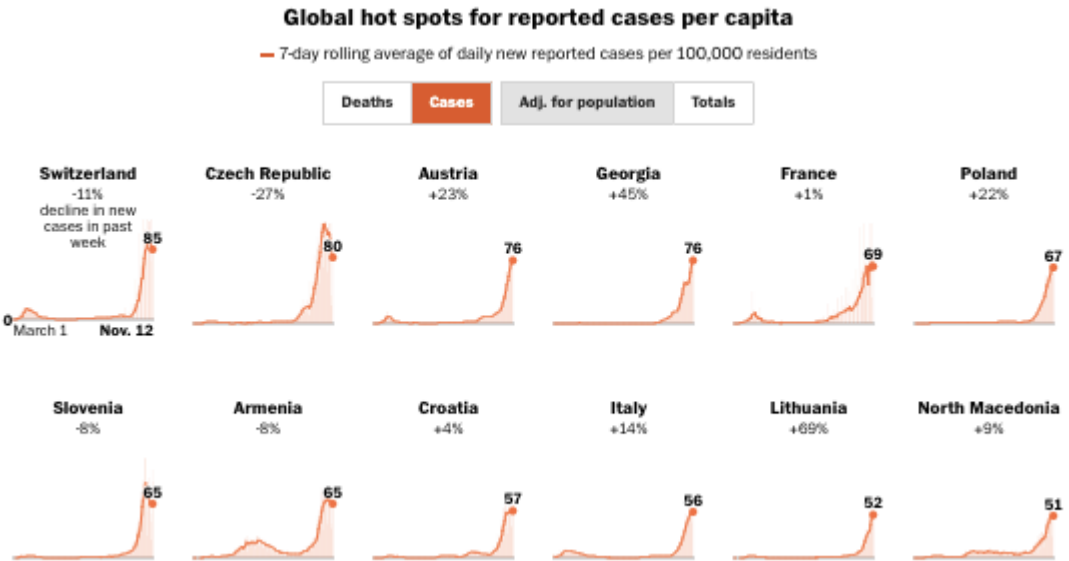 Global hot spots for reported cases per capita
7-day rolling average of daily new reported cases per 100,000 residents
Deaths Cases Adj. for population Totals
Switzerland
-11%
decline in new
cases in past
week
85
0
March 1 Nov. 12
Czech Republic
-27%
80
Austria
+23%
76
Georgia
+45%
76
France
+1%
69
Poland
+22%
67
Slovenia
-8%
65
Armenia
-8%
65
Croatia
+4%
57
Italy
+14%
56
Lithuania
+69%
52
North Macedonia
+9%
51